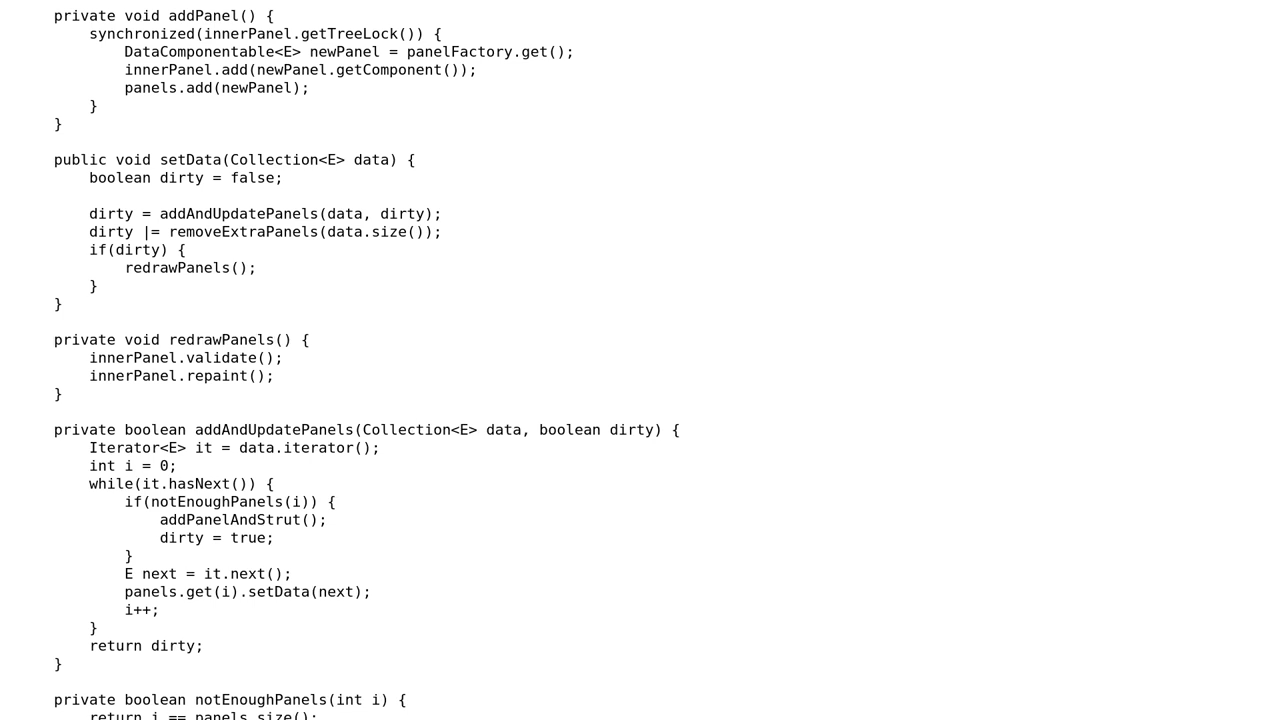 private void addPanel() {
    synchronized(innerPanel.getTreeLock()) {
        DataComponentable<E> newPanel = panelFactory.get();
        innerPanel.add(newPanel.getComponent());
        panels.add(newPanel);
    }
}

public void setData(Collection<E> data) {
    boolean dirty = false;

    dirty = addAndUpdatePanels(data, dirty);
    dirty |= removeExtraPanels(data.size());
    if(dirty) {
        redrawPanels();
    }
}

private void redrawPanels() {
    innerPanel.validate();
    innerPanel.repaint();
}

private boolean addAndUpdatePanels(Collection<E> data, boolean dirty) {
    Iterator<E> it = data.iterator();
    int i = 0;
    while(it.hasNext()) {
        if(notEnoughPanels(i)) {
            addPanelAndStrut();
            dirty = true;
        }
        E next = it.next();
        panels.get(i).setData(next);
        i++;
    }
    return dirty;
}

private boolean notEnoughPanels(int i) {
    return i == panels.size();